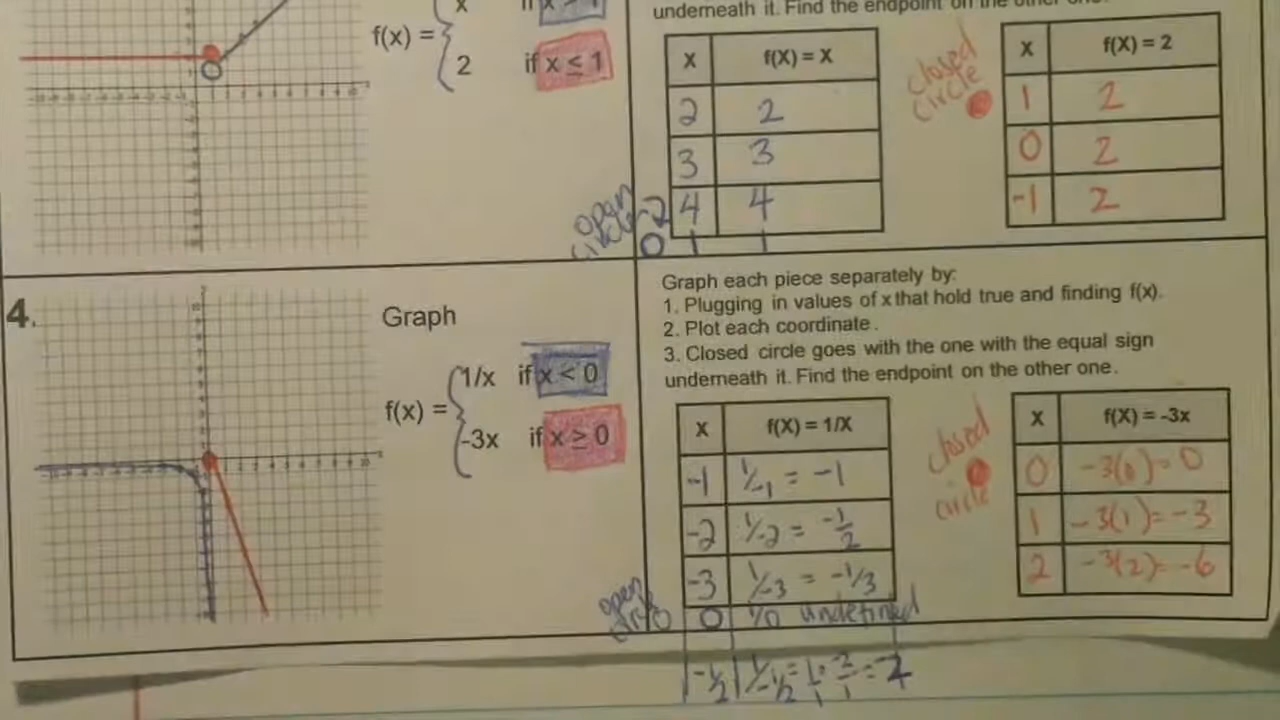 underneath it. Find the endpoint on the other one.
f(x) =
x
if x > 1
2 if x ≤ 1
X f(X) = X
2 2
3 3
4 4
1 1
open
circle
closed
circle
X f(X) = 2
1 2
0 2
-1 2
4.
Graph
f(x) =
1/x if x < 0
-3x if x ≥ 0
Graph each piece separately by:
1. Plugging in values of x that hold true and finding f(x).
2. Plot each coordinate.
3. Closed circle goes with the one with the equal sign
underneath it. Find the endpoint on the other one.
X f(X) = 1/X
-1 1/-1 = -1
-2 1/-2 = -1/2
-3 1/-3 = -1/3
0 1/0 undefined
open
circle
closed
circle
X f(X) = -3x
0 -3(0) = 0
1 -3(1) = -3
2 -3(2) = -6